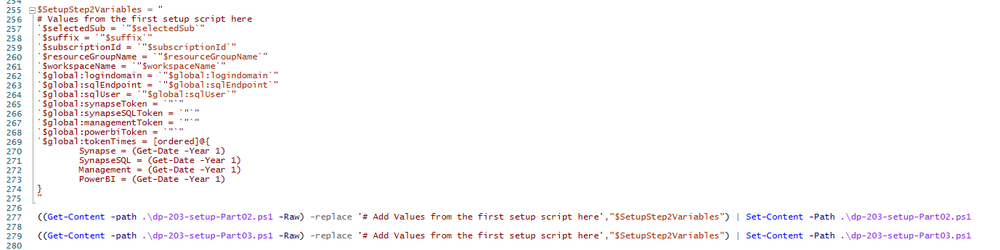 254
255 $SetupStep2Variables = "
256 # Values from the first setup script here
257 `$selectedSub = `"$selectedSub`"
258 `$suffix = `"$suffix`"
259 `$subscriptionId = `"$subscriptionId`"
260 `$resourceGroupName = `"$resourceGroupName`"
261 `$workspaceName = `"$workspaceName`"
262 `$global:logindomain = `"$global:logindomain`"
263 `$global:sqlEndpoint = `"$global:sqlEndpoint`"
264 `$global:sqlUser = `"$global:sqlUser`"
265 `$global:synapseToken = `"`"
266 `$global:synapseSQLToken = `"`"
267 `$global:managementToken = `"`"
268 `$global:powerbiToken = `"`"
269 `$global:tokenTimes = [ordered]@{
270 Synapse = (Get-Date -Year 1)
271 SynapseSQL = (Get-Date -Year 1)
272 Management = (Get-Date -Year 1)
273 PowerBI = (Get-Date -Year 1)
274 }
275 "
276
277 ((Get-Content -path .\dp-203-setup-Part02.ps1 -Raw) -replace '# Add Values from the first setup script here',"$SetupStep2Variables") | Set-Content -Path .\dp-203-setup-Part02.ps1
278
279 ((Get-Content -path .\dp-203-setup-Part03.ps1 -Raw) -replace '# Add Values from the first setup script here',"$SetupStep2Variables") | Set-Content -Path .\dp-203-setup-Part03.ps1
280